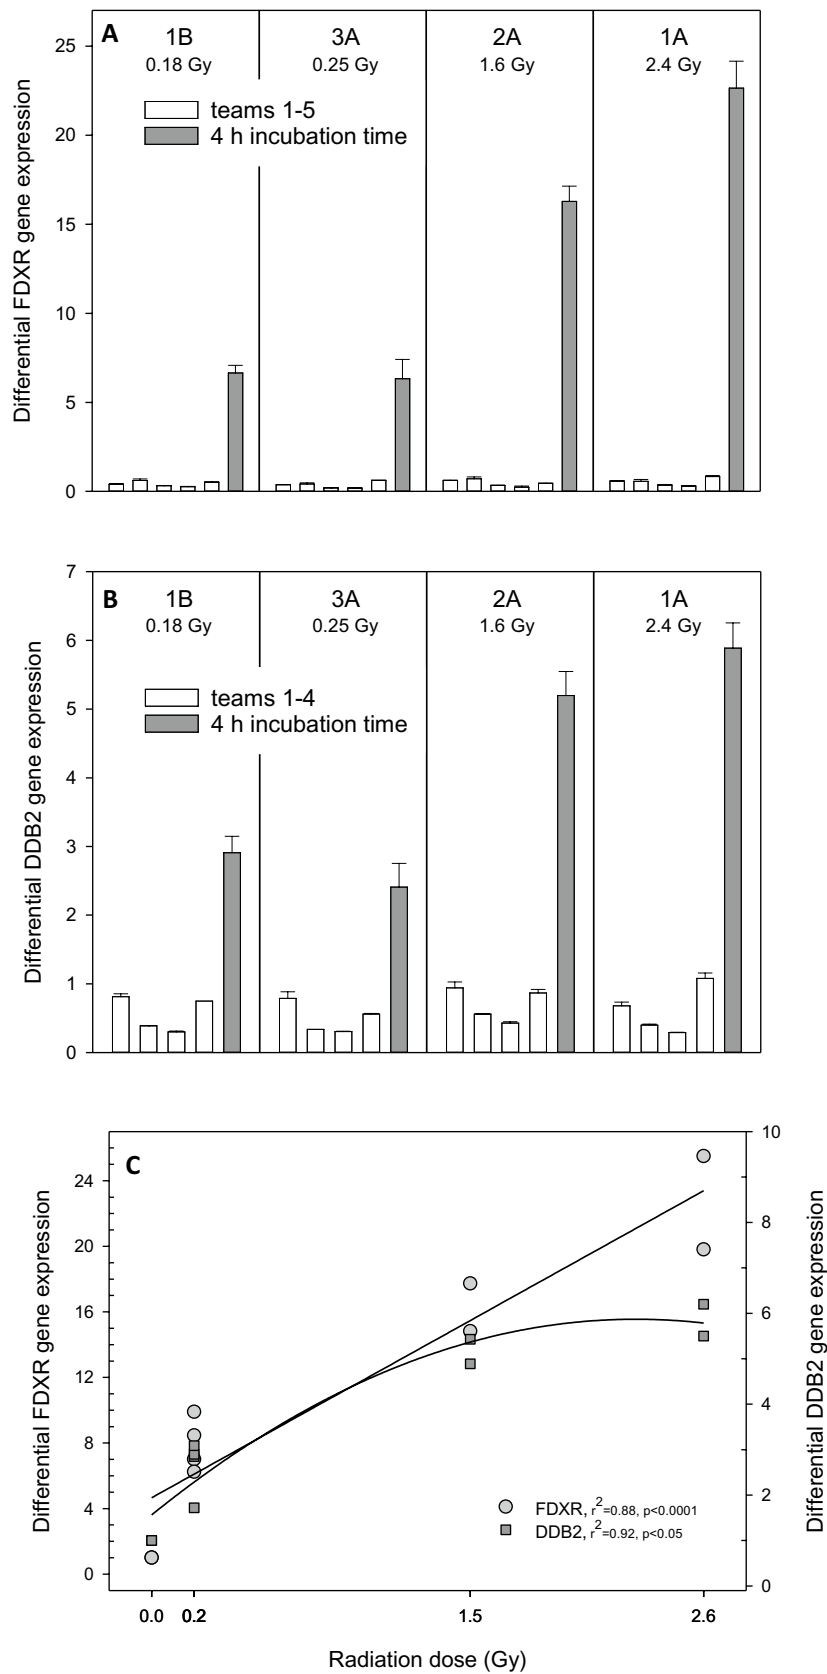 A
1B
3A
2A
1A
0.18 Gy
0.25 Gy
1.6 Gy
2.4 Gy
teams 1-5
4 h incubation time
Differential FDXR gene expression
25
20
15
10
5
0
B
1B
3A
2A
1A
0.18 Gy
0.25 Gy
1.6 Gy
2.4 Gy
teams 1-4
4 h incubation time
Differential DDB2 gene expression
7
6
5
4
3
2
1
0
C
Differential FDXR gene expression
24
20
16
12
8
4
0
Differential DDB2 gene expression
10
8
6
4
2
0
FDXR, r2=0.88, p<0.0001
DDB2, r2=0.92, p<0.05
0.0 0.2 1.5 2.6
Radiation dose (Gy)